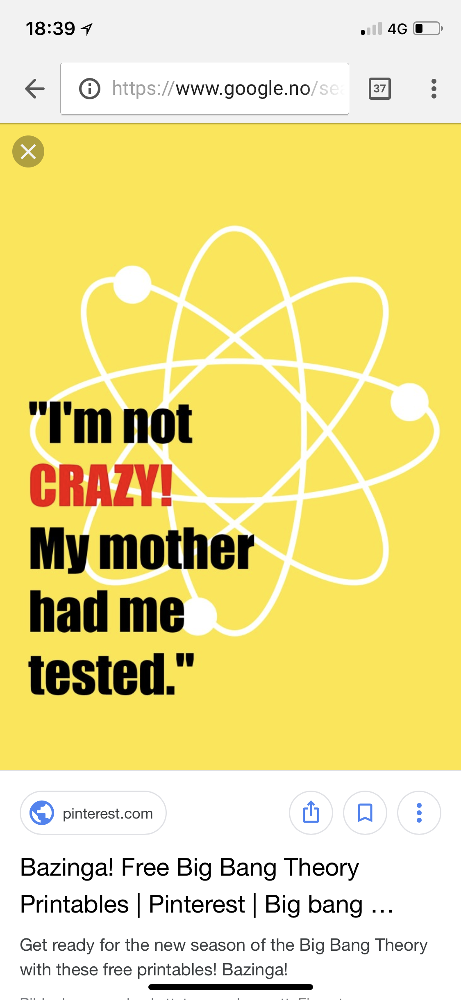 18:39 4G
https://www.google.no/sea 37
"I'm not
CRAZY!
My mother
had me
tested."
pinterest.com
Bazinga! Free Big Bang Theory
Printables | Pinterest | Big bang ...
Get ready for the new season of the Big Bang Theory
with these free printables! Bazinga!